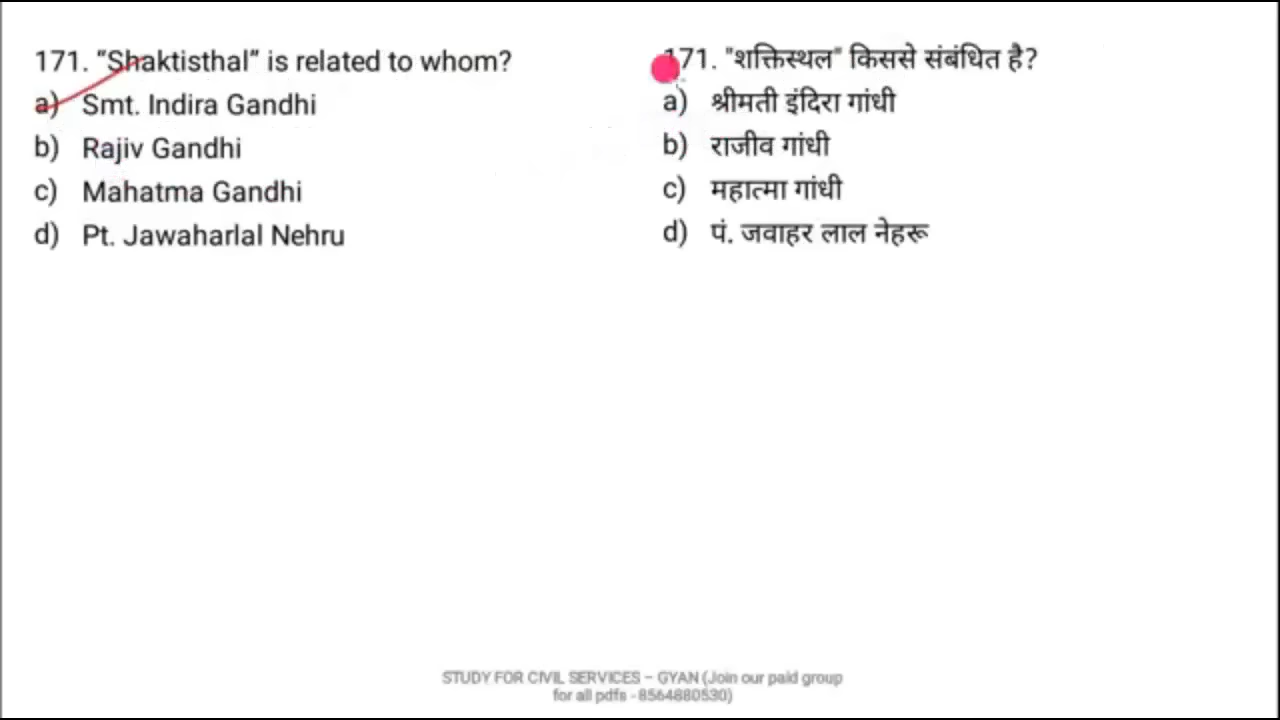 171. “Shaktisthal” is related to whom?
a) Smt. Indira Gandhi
b) Rajiv Gandhi
c) Mahatma Gandhi
d) Pt. Jawaharlal Nehru
171. "शक्तिस्थल" किससे संबंधित है?
a) श्रीमती इंदिरा गांधी
b) राजीव गांधी
c) महात्मा गांधी
d) पं. जवाहर लाल नेहरू
STUDY FOR CIVIL SERVICES – GYAN (Join our paid group
for all pdfs - 8564880530)